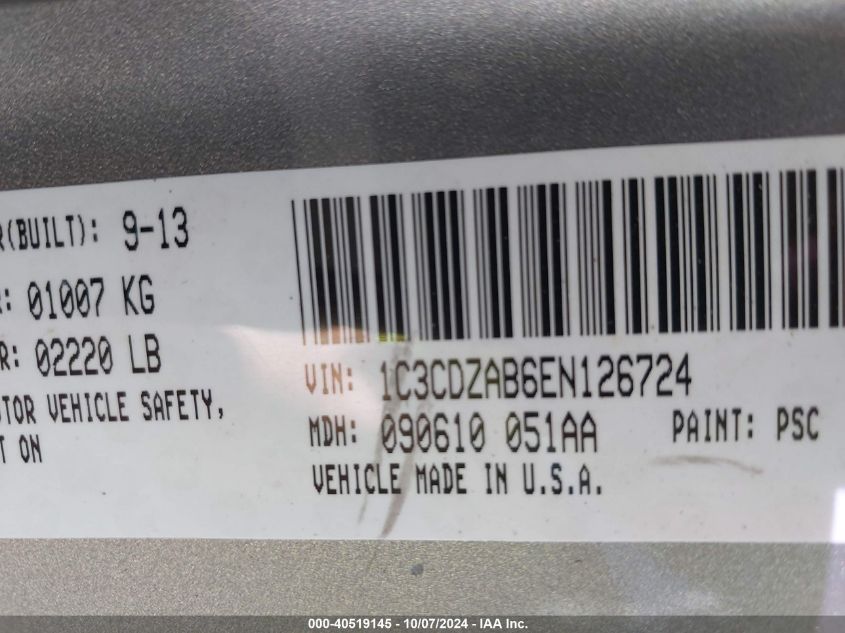 R(BUILT): 9-13
R: 01007 KG
R: 02220 LB
OTOR VEHICLE SAFETY,
T ON
VIN: 1C3CDZAB6EN126724
MDH: 090610 051AA PAINT: PSC
VEHICLE MADE IN U.S.A.
000-40519145 - 10/07/2024 - IAA Inc.